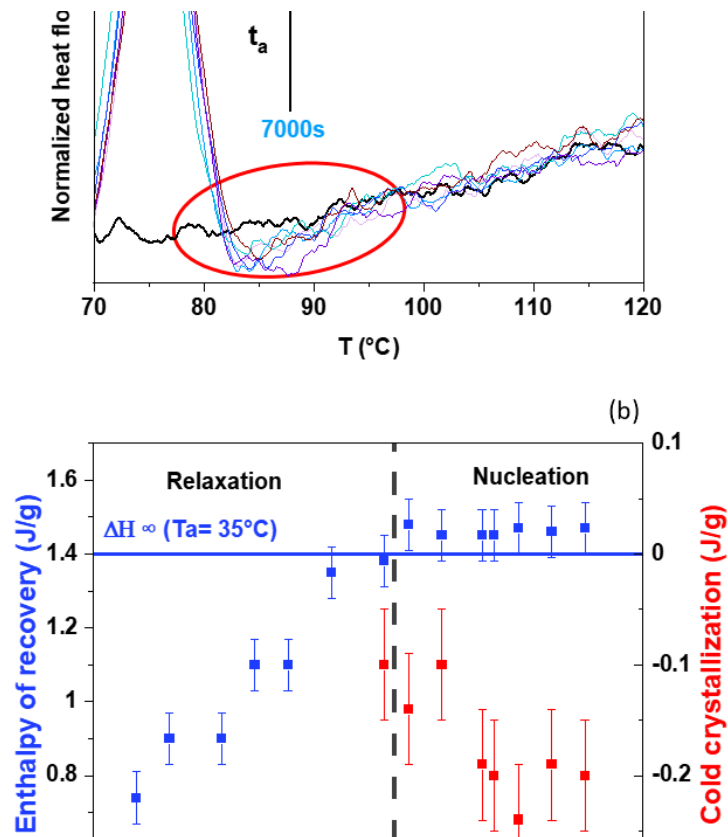 tₐ
7000s
Normalized heat flo
70 80 90 100 110 120
T (°C)
(b)
Relaxation
Nucleation
ΔH ∞ (Ta= 35°C)
Enthalpy of recovery (J/g)
1.6
1.4
1.2
1
0.8
0.1
0
-0.1
-0.2
Cold crystallization (J/g)